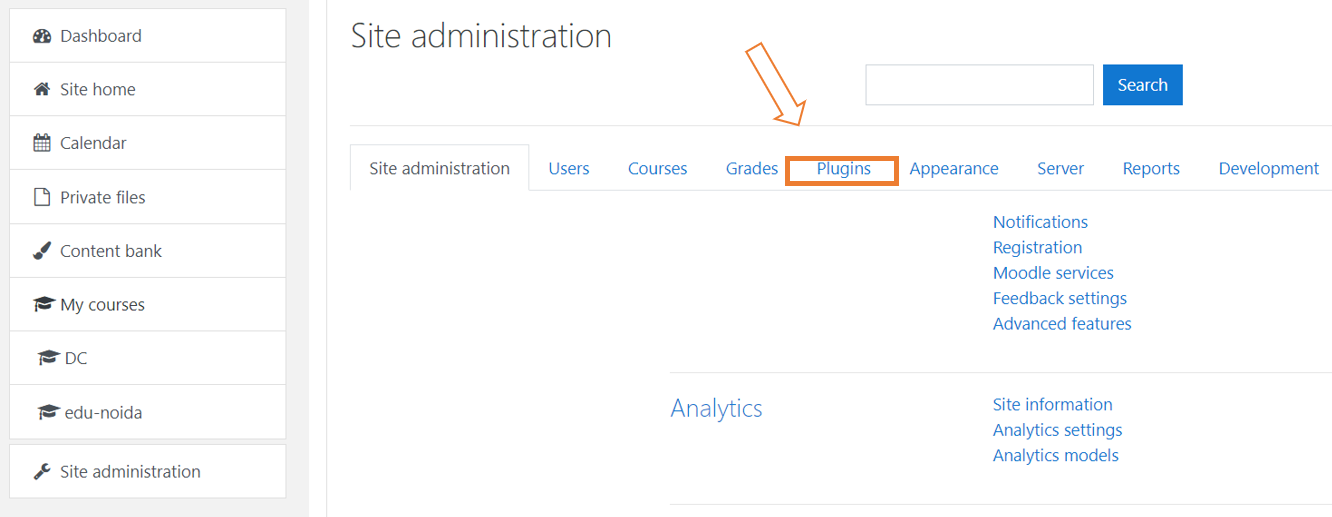 Dashboard
Site home
Calendar
Private files
Content bank
My courses
DC
edu-noida
Site administration
Site administration
Search
Site administration Users Courses Grades Plugins Appearance Server Reports Development
Notifications
Registration
Moodle services
Feedback settings
Advanced features
Analytics
Site information
Analytics settings
Analytics models